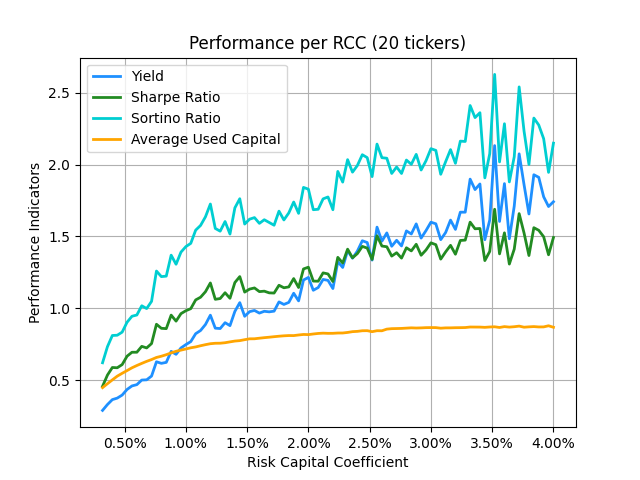 Performance per RCC (20 tickers)
Yield
Sharpe Ratio
Sortino Ratio
Average Used Capital
Performance Indicators
2.5
2.0
1.5
1.0
0.5
0.50% 1.00% 1.50% 2.00% 2.50% 3.00% 3.50% 4.00%
Risk Capital Coefficient